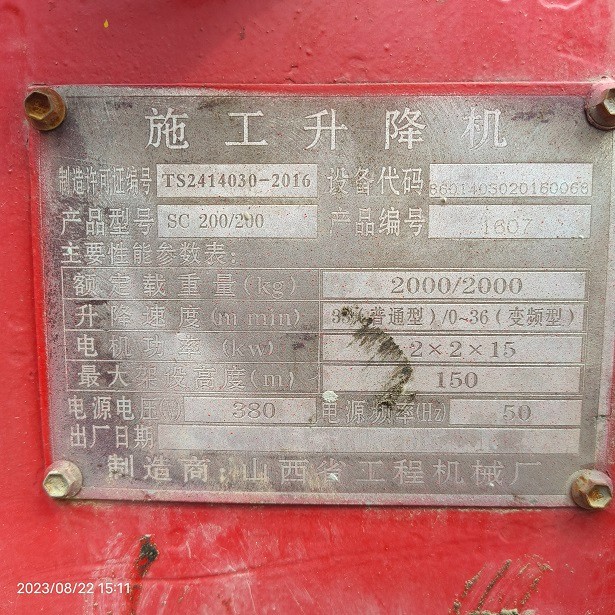 施工升降机
制造许可证编号 TS2414030-2016 设备代码 3601403020160068
产品型号 SC 200/200 产品编号 1607
主要性能参数表:
额定载重量(kg) 2000/2000
升降速度(m min) 33(普通型)/0~36(变频型)
电机功率(kw) 2×2×15
最大架设高度(m) 150
电源电压 380 电源频率(Hz) 50
出厂日期
制造商:山西省工程机械厂
2023/08/22 15:11